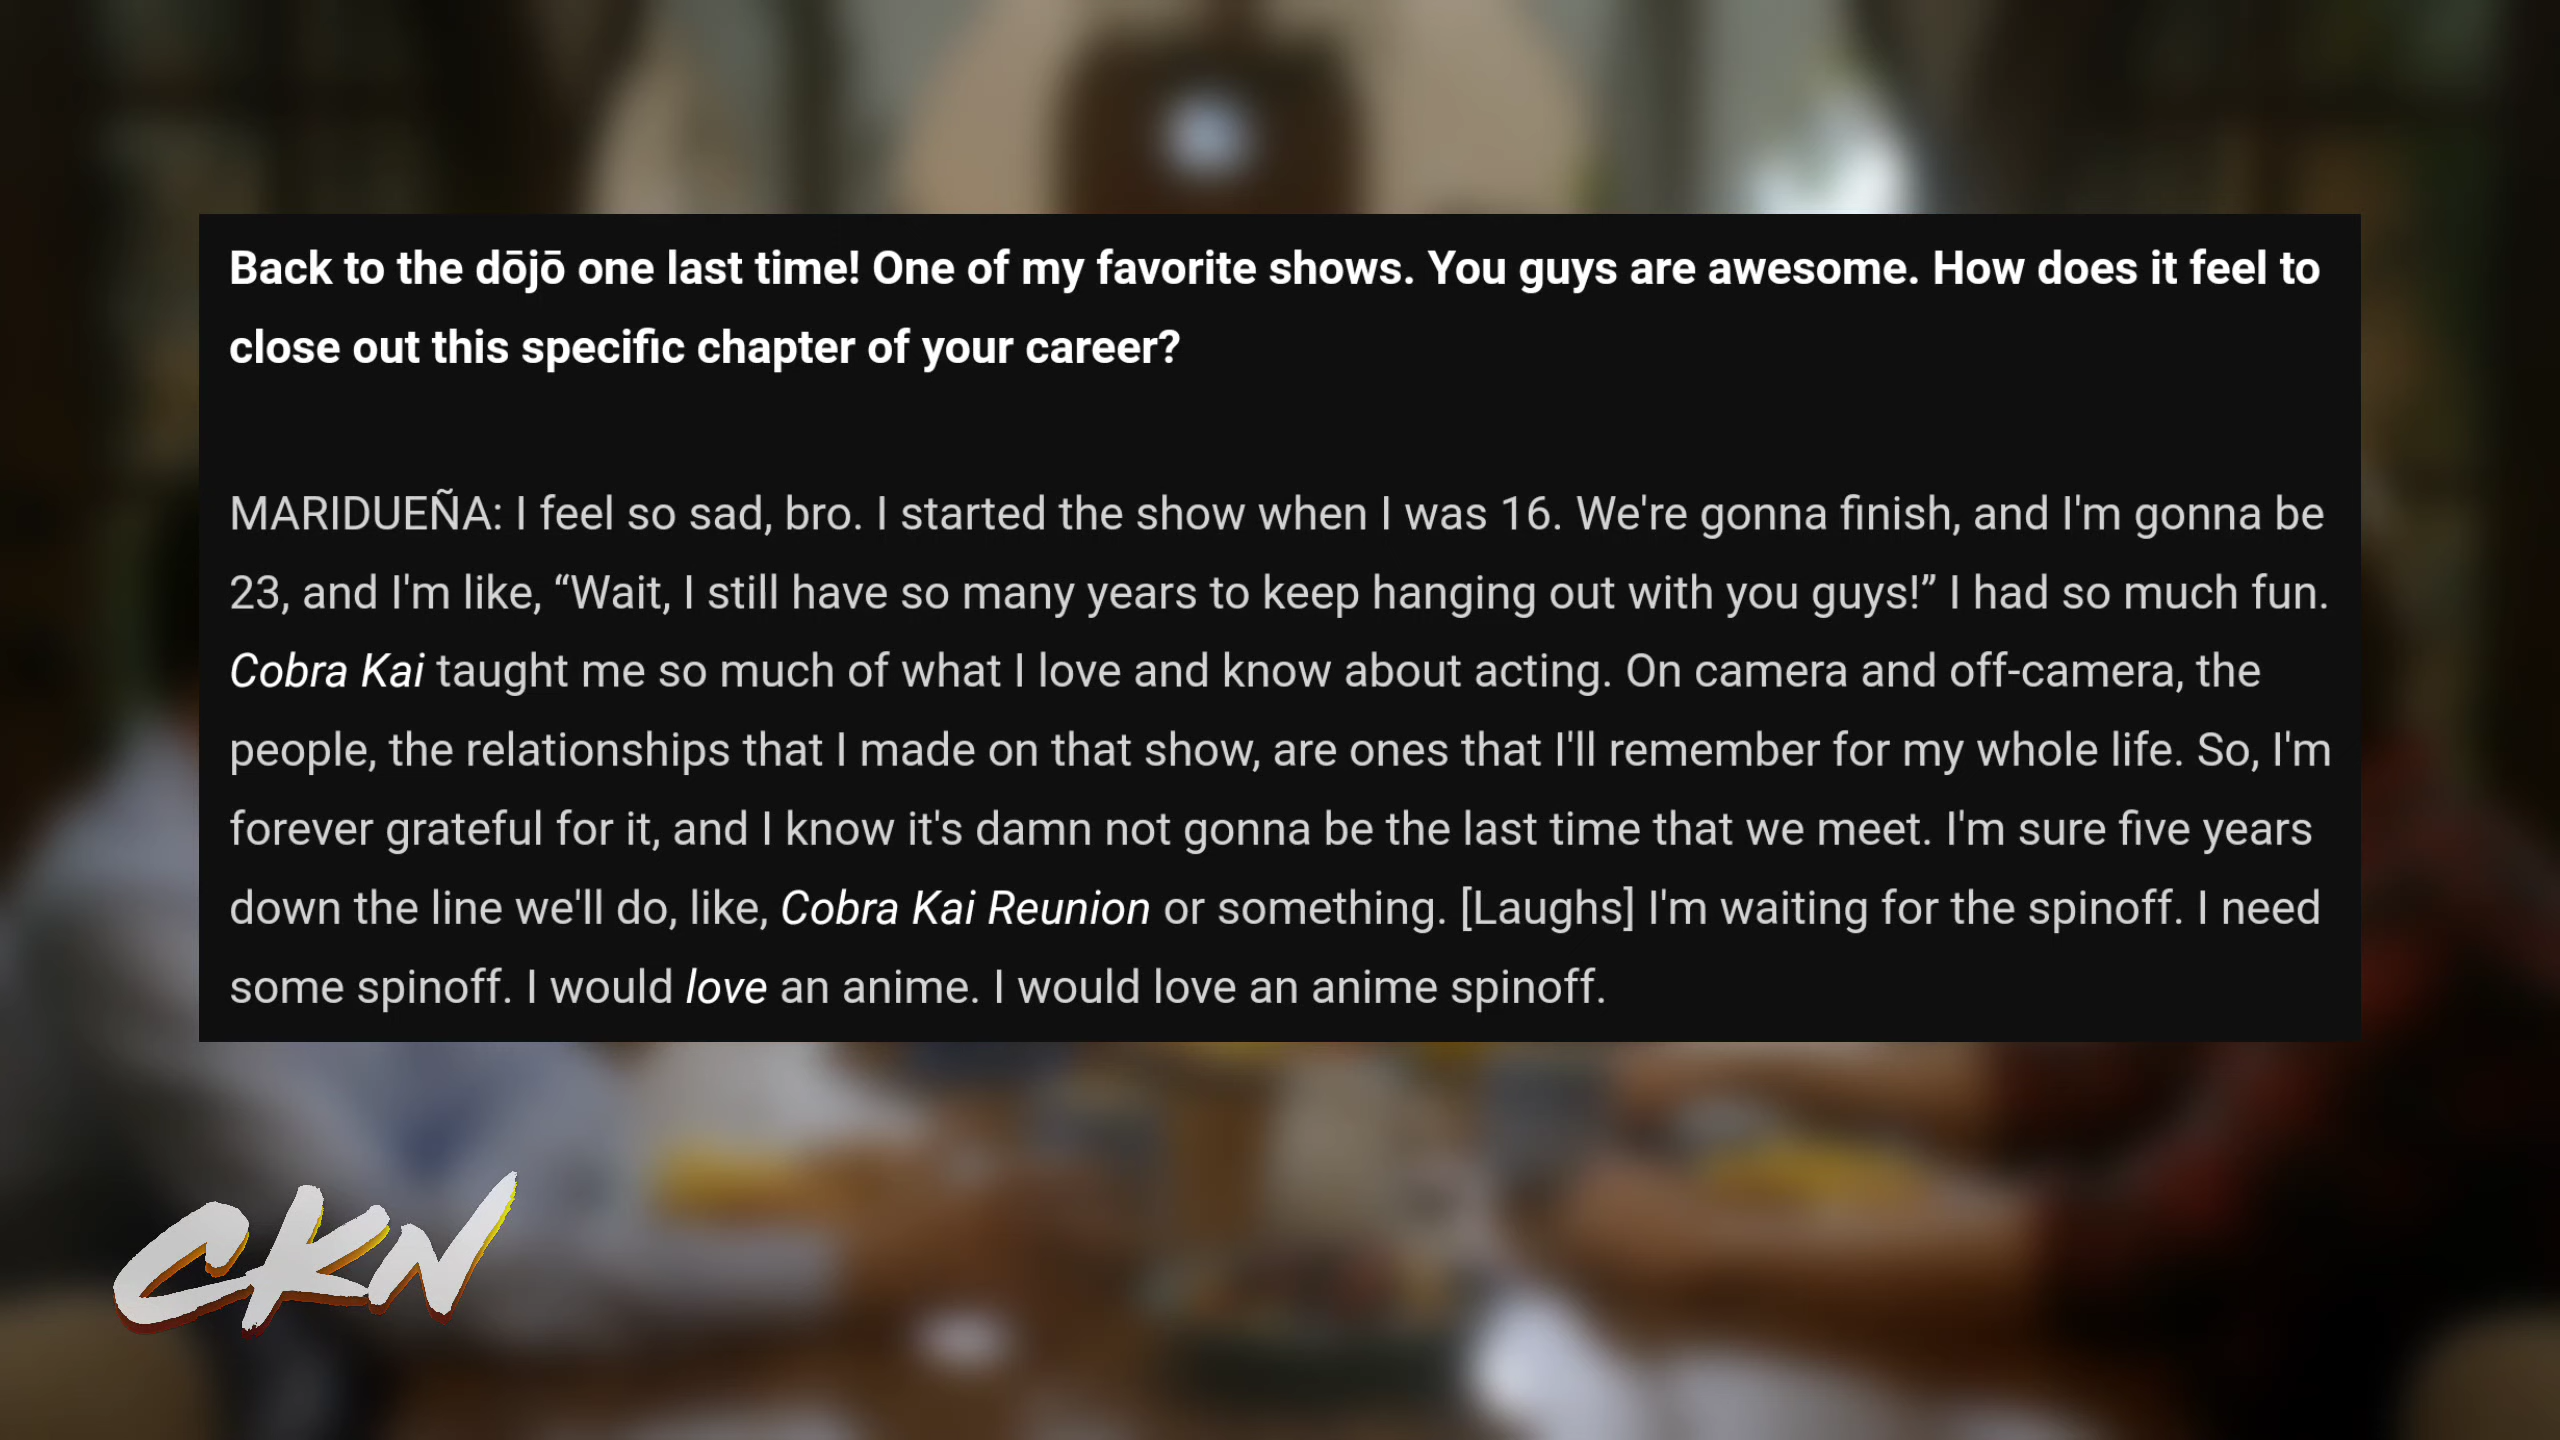 Back to the dōjō one last time! One of my favorite shows. You guys are awesome. How does it feel to
close out this specific chapter of your career?
MARIDUEÑA: I feel so sad, bro. I started the show when I was 16. We're gonna finish, and I'm gonna be
23, and I'm like, “Wait, I still have so many years to keep hanging out with you guys!” I had so much fun.
Cobra Kai taught me so much of what I love and know about acting. On camera and off-camera, the
people, the relationships that I made on that show, are ones that I'll remember for my whole life. So, I'm
forever grateful for it, and I know it's damn not gonna be the last time that we meet. I'm sure five years
down the line we'll do, like, Cobra Kai Reunion or something. [Laughs] I'm waiting for the spinoff. I need
some spinoff. I would love an anime. I would love an anime spinoff.
CKN